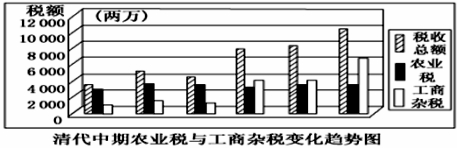 税额
(两万)
12 000
10 000
8 000
6 000
4 000
2 000
0
税收
总额
农业
税
工商
杂税
清代中期农业税与工商杂税变化趋势图